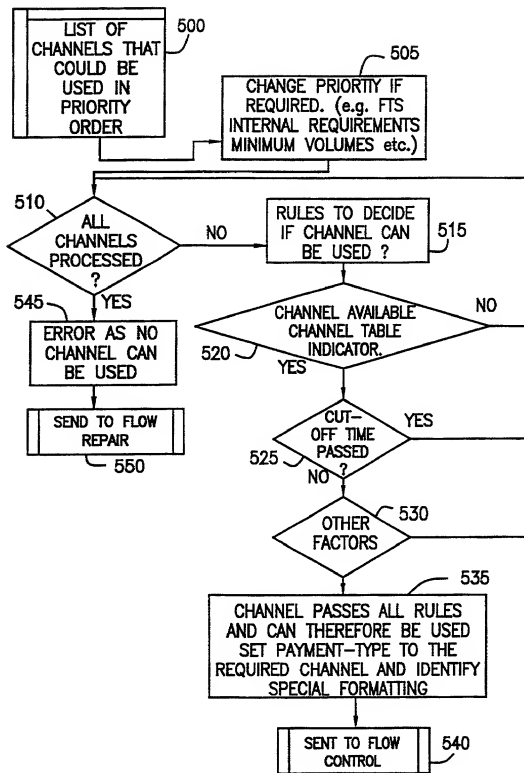 LIST OF
CHANNELS THAT
COULD BE
USED IN
PRIORITY
ORDER
500
505
CHANGE PRIORTIY IF
REQUIRED. (e.g. FTS
INTERNAL REQUIREMENTS
MINIMUM VOLUMES etc.)
510
ALL
CHANNELS
PROCESSED
?
NO
RULES TO DECIDE
IF CHANNEL CAN
BE USED ?
515
545
YES
ERROR AS NO
CHANNEL CAN
BE USED
SEND TO FLOW
REPAIR
550
CHANNEL AVAILABLE
CHANNEL TABLE
INDICATOR.
NO
520
YES
CUT-
OFF TIME
PASSED
?
YES
525
NO
530
OTHER
FACTORS
535
CHANNEL PASSES ALL RULES
AND CAN THEREFORE BE USED
SET PAYMENT-TYPE TO THE
REQUIRED CHANNEL AND IDENTIFY
SPECIAL FORMATTING
SENT TO FLOW
CONTROL
540